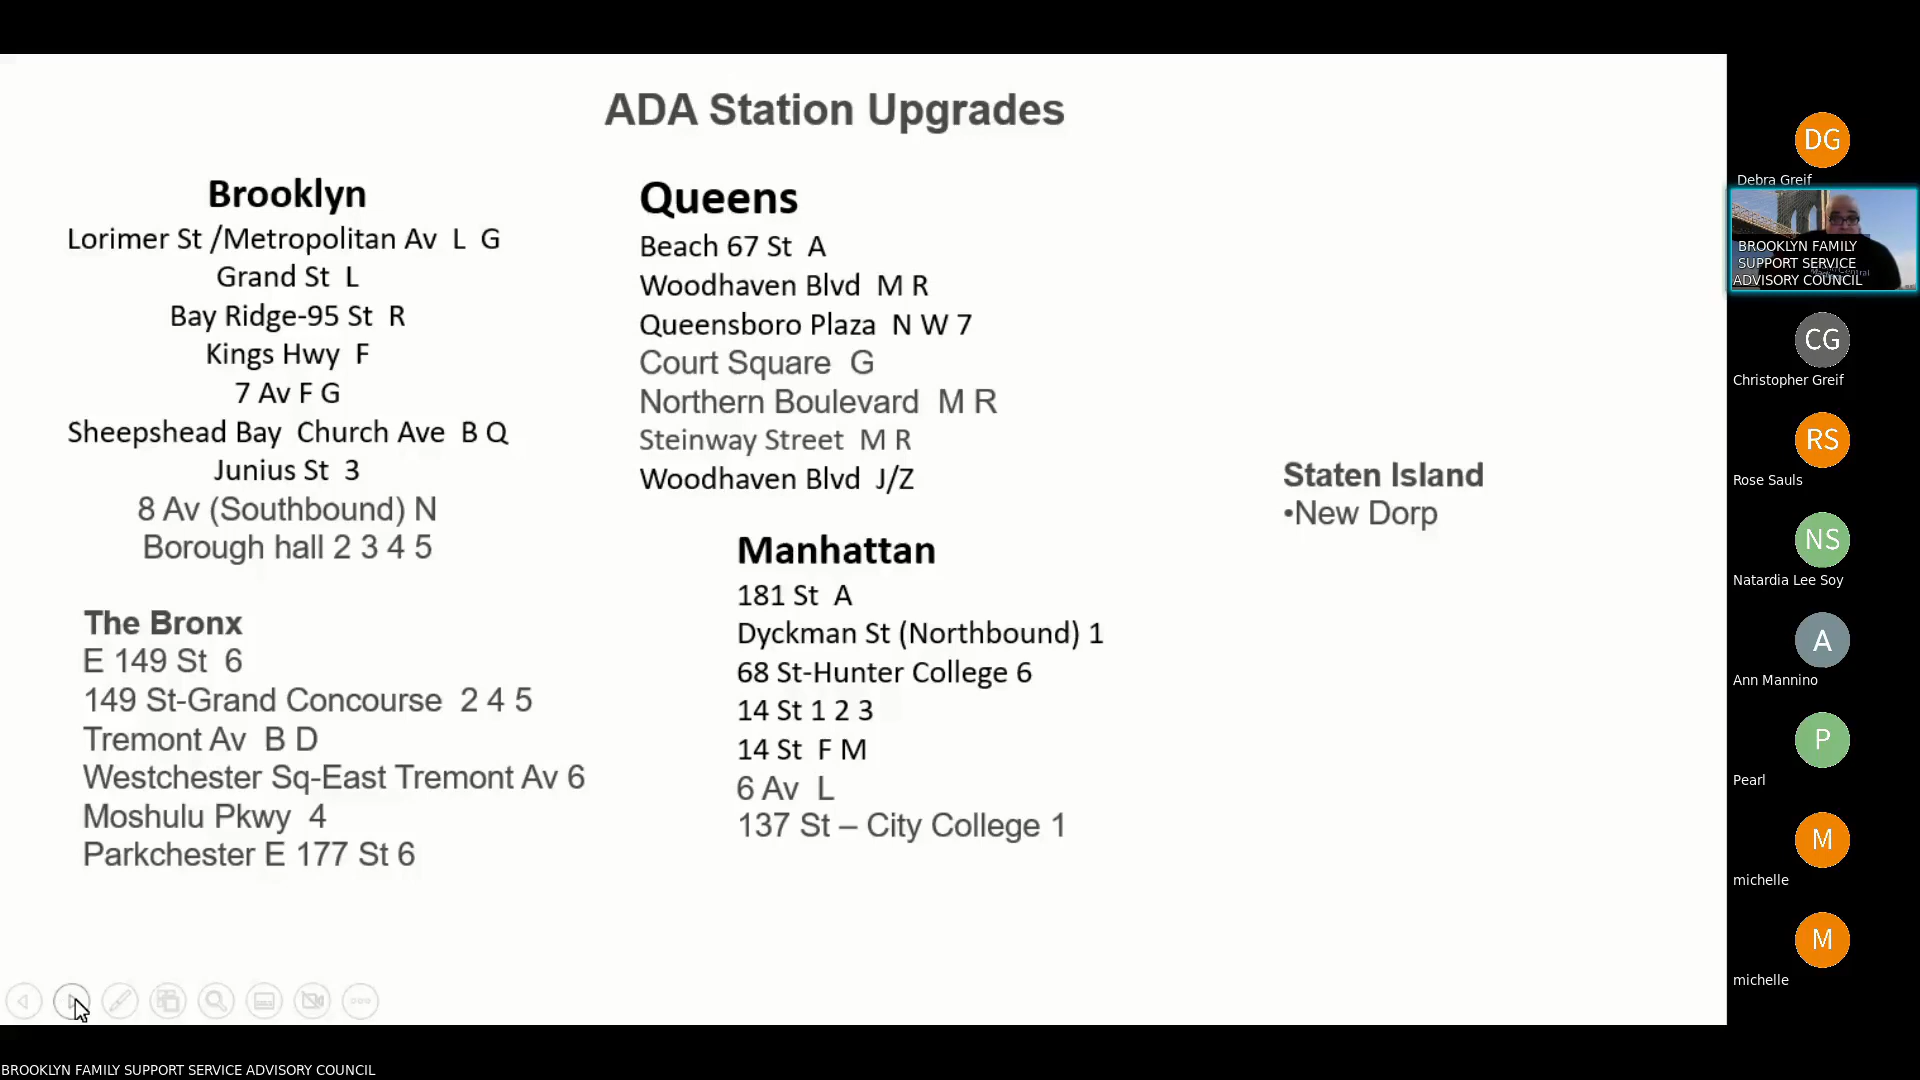 ADA Station Upgrades
Brooklyn
Lorimer St /Metropolitan Av L G
Grand St L
Bay Ridge-95 St R
Kings Hwy F
7 Av F G
Sheepshead Bay Church Ave B Q
Junius St 3
8 Av (Southbound) N
Borough hall 2 3 4 5
The Bronx
E 149 St 6
149 St-Grand Concourse 2 4 5
Tremont Av B D
Westchester Sq-East Tremont Av 6
Moshulu Pkwy 4
Parkchester E 177 St 6
Queens
Beach 67 St A
Woodhaven Blvd M R
Queensboro Plaza N W 7
Court Square G
Northern Boulevard M R
Steinway Street M R
Woodhaven Blvd J/Z
Manhattan
181 St A
Dyckman St (Northbound) 1
68 St-Hunter College 6
14 St 1 2 3
14 St F M
6 Av L
137 St – City College 1
Staten Island
•New Dorp
DG
Debra Greif
BROOKLYN FAMILY
SUPPORT SERVICE
ADVISORY COUNCIL
CG
Christopher Greif
RS
Rose Sauls
NS
Natardia Lee Soy
A
Ann Mannino
P
Pearl
M
michelle
M
michelle
BROOKLYN FAMILY SUPPORT SERVICE ADVISORY COUNCIL